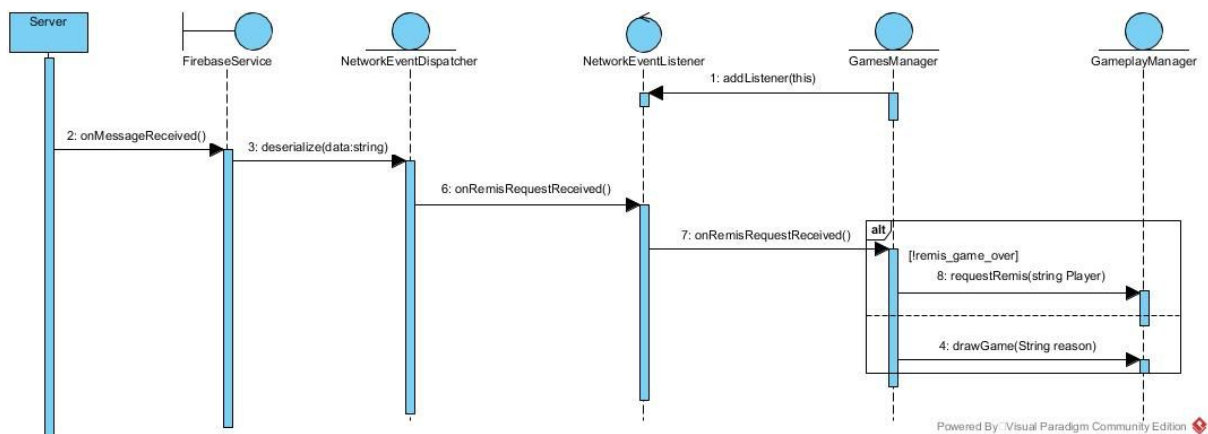 Server
FirebaseService
NetworkEventDispatcher
NetworkEventListener
GamesManager
GameplayManager
1: addListener(this)
2: onMessageReceived()
3: deserialize(data:string)
6: onRemisRequestReceived()
7: onRemisRequestReceived()
alt
[!remis_game_over]
8: requestRemis(string Player)
4: drawGame(String reason)
Powered By Visual Paradigm Community Edition